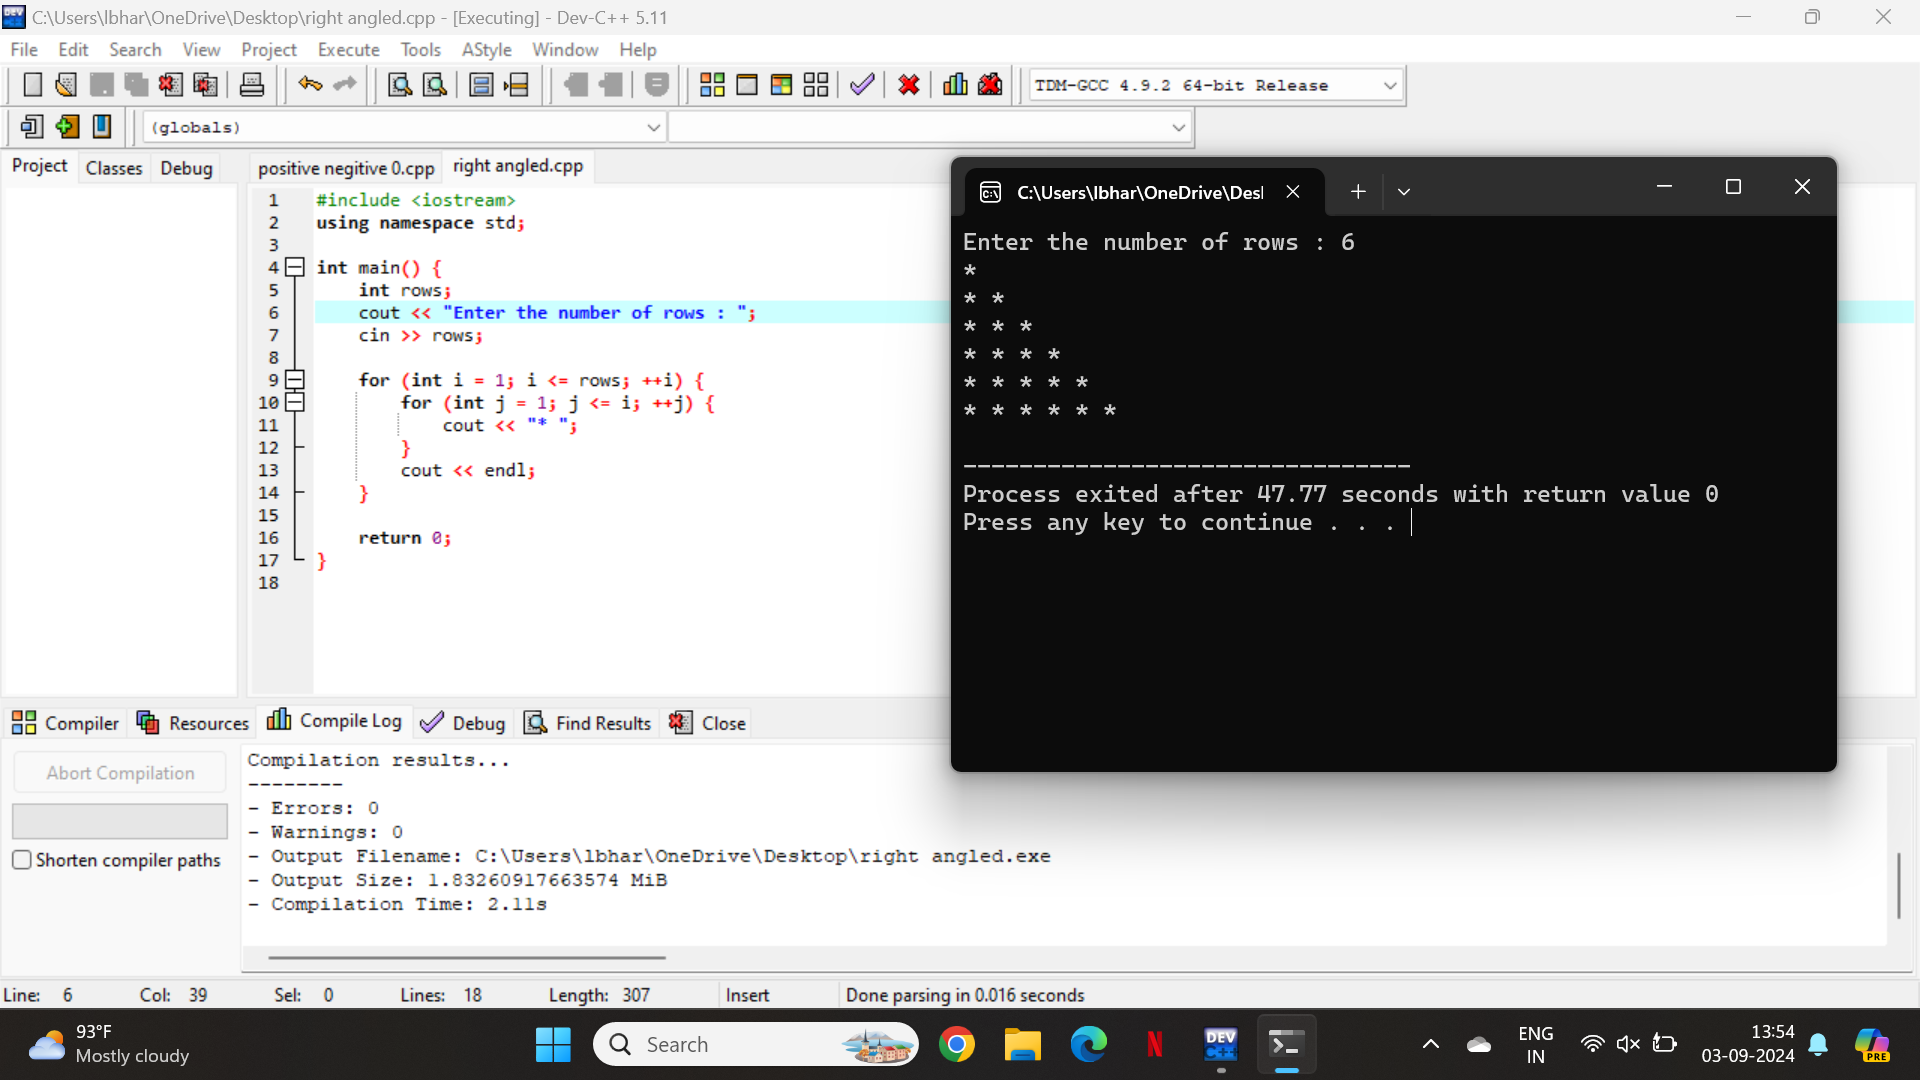 C:\Users\lbhar\OneDrive\Desktop\right angled.cpp - [Executing] - Dev-C++ 5.11
File Edit Search View Project Execute Tools AStyle Window Help
TDM-GCC 4.9.2 64-bit Release
(globals)
Project Classes Debug
positive negitive 0.cpp right angled.cpp
1 #include <iostream>
2 using namespace std;
3
4 int main() {
5 int rows;
6 cout << "Enter the number of rows : ";
7 cin >> rows;
8
9 for (int i = 1; i <= rows; ++i) {
10 for (int j = 1; j <= i; ++j) {
11 cout << "* ";
12 }
13 cout << endl;
14 }
15
16 return 0;
17 }
18
C:\Users\lbhar\OneDrive\Des
Enter the number of rows : 6
*
* *
* * *
* * * *
* * * * *
* * * * * *
--------------------------------
Process exited after 47.77 seconds with return value 0
Press any key to continue . . .
Compiler Resources Compile Log Debug Find Results Close
Abort Compilation
Shorten compiler paths
Compilation results...
--------
- Errors: 0
- Warnings: 0
- Output Filename: C:\Users\lbhar\OneDrive\Desktop\right angled.exe
- Output Size: 1.83260917663574 MiB
- Compilation Time: 2.11s
Line: 6 Col: 39 Sel: 0 Lines: 18 Length: 307 Insert Done parsing in 0.016 seconds
93°F
Mostly cloudy
Search
N
DEV
C++
ENG
IN
13:54
03-09-2024
PRE